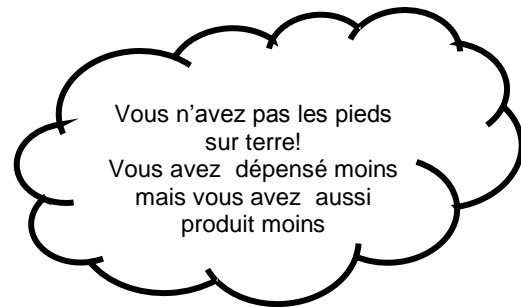 Vous n’avez pas les pieds
sur terre!
Vous avez  dépensé moins
mais vous avez  aussi
produit moins